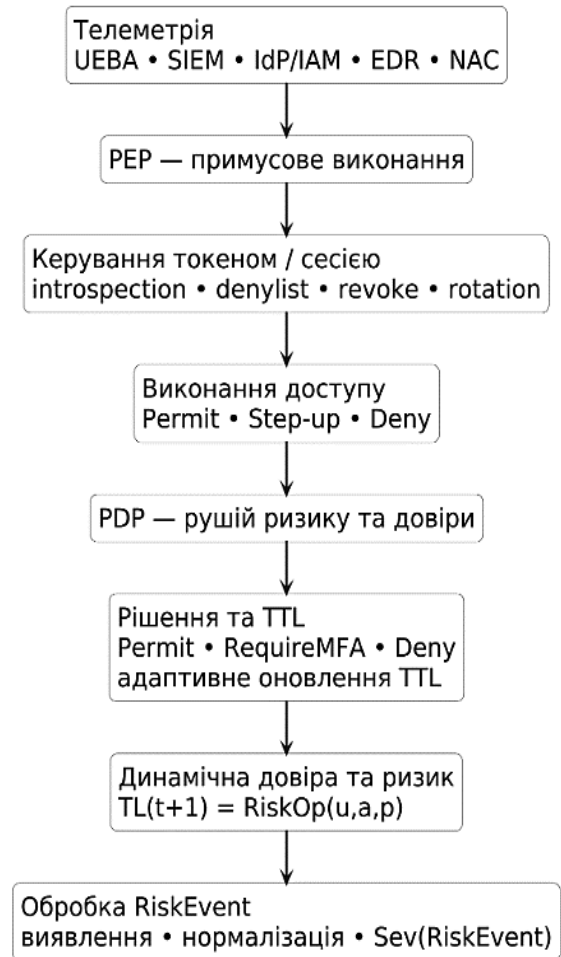 Телеметрія
UEBA • SIEM • IdP/IAM • EDR • NAC
PEP — примусове виконання
Керування токеном / сесією
introspection • denylist • revoke • rotation
Виконання доступу
Permit • Step-up • Deny
PDP — рушій ризику та довіри
Рішення та TTL
Permit • RequireMFA • Deny
адаптивне оновлення TTL
Динамічна довіра та ризик
TL(t+1) = RiskOp(u,a,p)
Обробка RiskEvent
виявлення • нормалізація • Sev(RiskEvent)